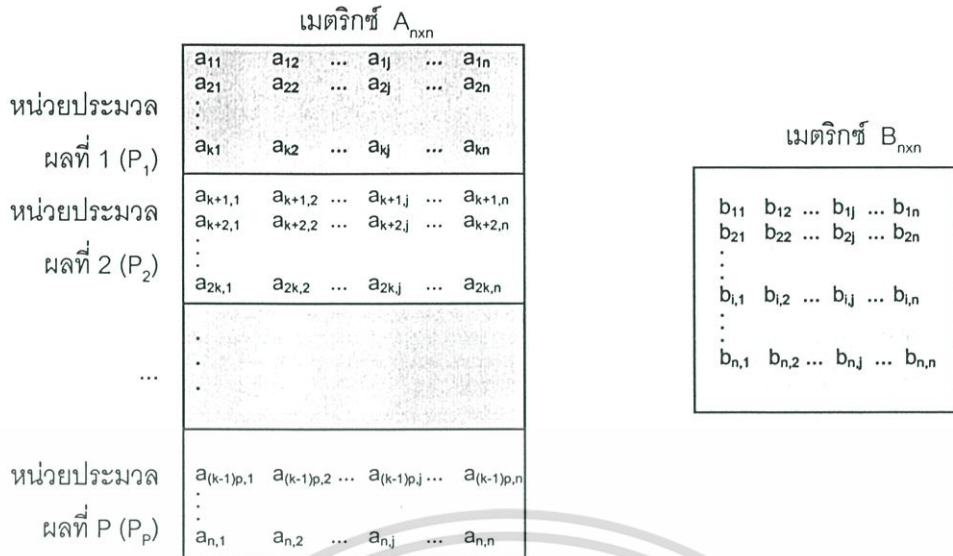 เมตริกซ์ Anxn
a11 a12 ... a1j ... a1n
a21 a22 ... a2j ... a2n
หน่วยประมวล
ผลที่ 1 (P1)
ak1 ak2 ... akj ... akn
หน่วยประมวล
ผลที่ 2 (P2)
ak+1,1 ak+1,2 ... ak+1,j ... ak+1,n
ak+2,1 ak+2,2 ... ak+2,j ... ak+2,n
a2k,1 a2k,2 ... a2k,j ... a2k,n
...
หน่วยประมวล
ผลที่ P (PP)
a(k-1)p,1 a(k-1)p,2 ... a(k-1)p,j ... a(k-1)p,n
an,1 an,2 ... an,j ... an,n
เมตริกซ์ Bnxn
b11 b12 ... b1j ... b1n
b21 b22 ... b2j ... b2n
bi,1 bi,2 ... bi,j ... bi,n
bn,1 bn,2 ... bn,j ... bn,n